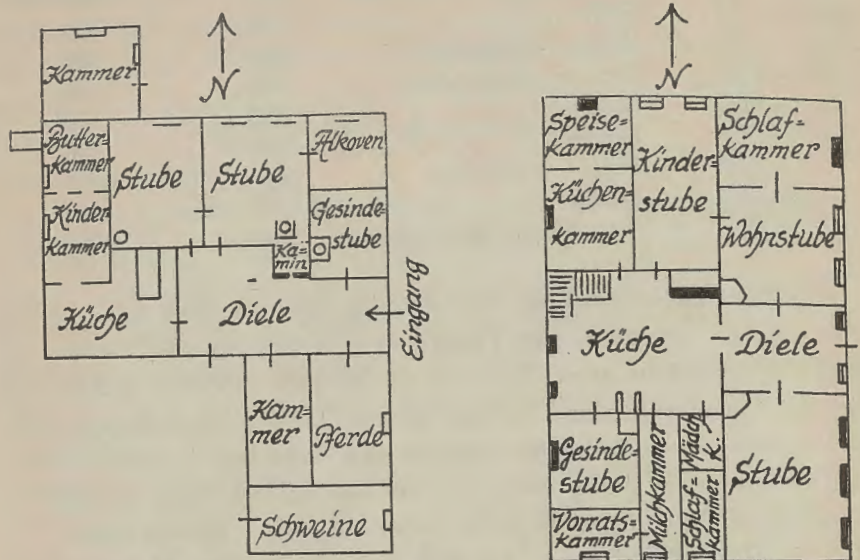 N
Kammer
Butter-
kammer
Stube
Stube
Alkoven
Kinder-
kammer
Gesinde-
stube
Ka-
min
Küche
Diele
Eingang
Kam-
mer
Pferde
Schweine
N
Speise-
kammer
Kinder-
stube
Schlaf-
kammer
Küchen-
kammer
Wohnstube
Küche
Diele
Gesinde-
stube
Milchkammer
Mädch
K.
Schlaf-
kammer
Stube
Vorrats-
kammer